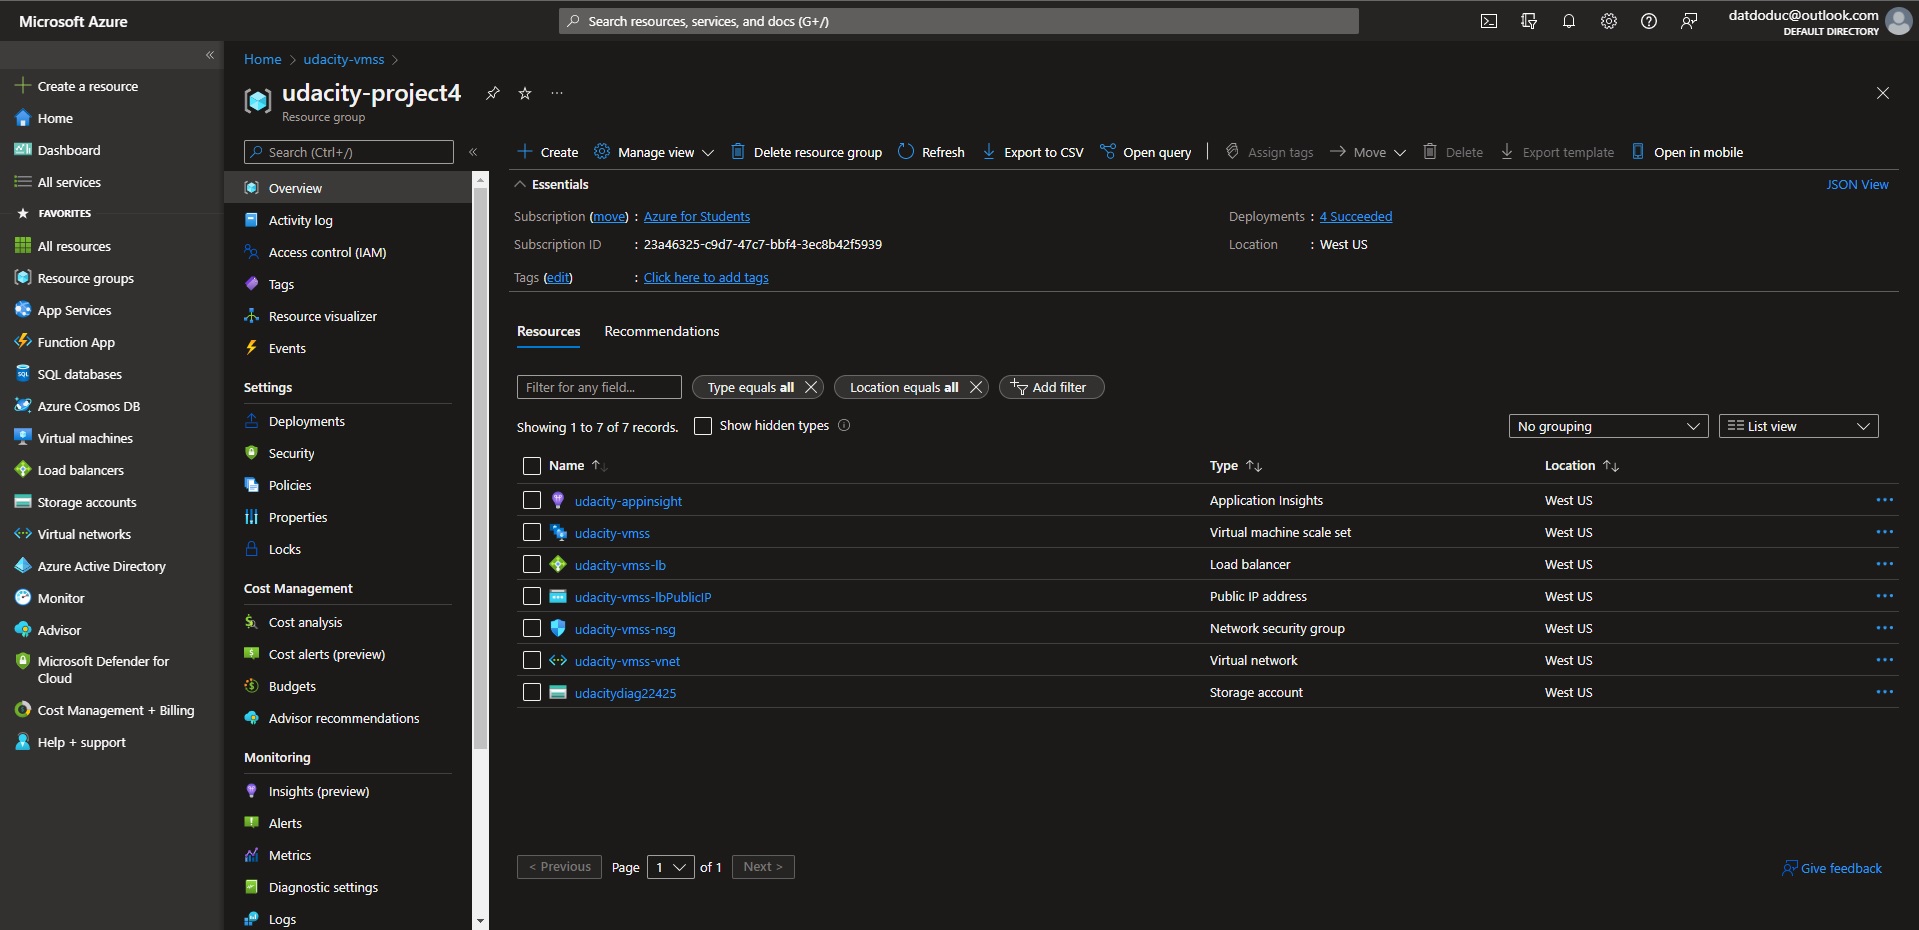 Microsoft Azure
Search resources, services, and docs (G+/)
datdoduc@outlook.com
DEFAULT DIRECTORY
«
Create a resource
Home
Dashboard
All services
★ FAVORITES
All resources
Resource groups
App Services
Function App
SQL databases
Azure Cosmos DB
Virtual machines
Load balancers
Storage accounts
Virtual networks
Azure Active Directory
Monitor
Advisor
Microsoft Defender for
Cloud
Cost Management + Billing
Help + support
Home > udacity-vmss >
udacity-project4
Resource group
Search (Ctrl+/)
«
Overview
Activity log
Access control (IAM)
Tags
Resource visualizer
Events
Settings
Deployments
Security
Policies
Properties
Locks
Cost Management
Cost analysis
Cost alerts (preview)
Budgets
Advisor recommendations
Monitoring
Insights (preview)
Alerts
Metrics
Diagnostic settings
Logs
Create Manage view Delete resource group Refresh Export to CSV Open query Assign tags Move Delete Export template Open in mobile
Essentials JSON View
Subscription (move) : Azure for Students Deployments : 4 Succeeded
Subscription ID : 23a46325-c9d7-47c7-bbf4-3ec8b42f5939 Location : West US
Tags (edit) : Click here to add tags
Resources Recommendations
Filter for any field... Type equals all Location equals all Add filter
Showing 1 to 7 of 7 records. Show hidden types No grouping List view
Name Type Location
udacity-appinsight Application Insights West US
udacity-vmss Virtual machine scale set West US
udacity-vmss-lb Load balancer West US
udacity-vmss-lbPublicIP Public IP address West US
udacity-vmss-nsg Network security group West US
udacity-vmss-vnet Virtual network West US
udacitydiag22425 Storage account West US
< Previous Page 1 of 1 Next > Give feedback